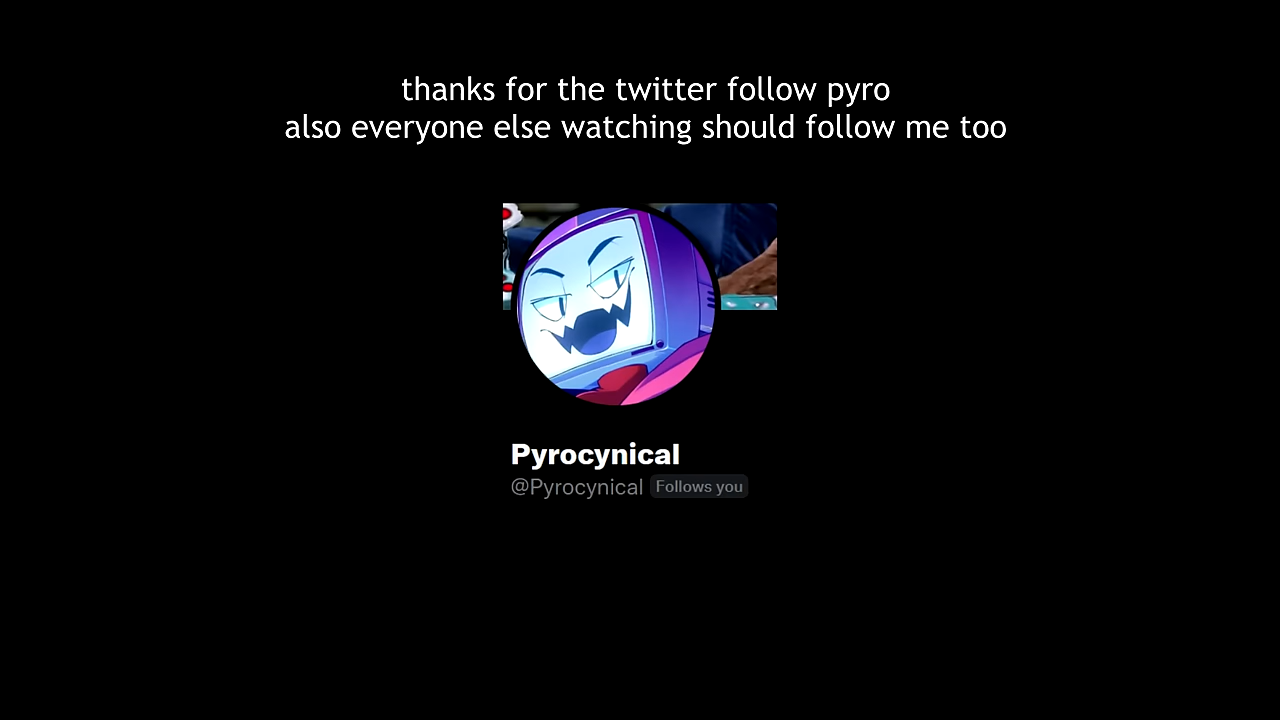 thanks for the twitter follow pyro
also everyone else watching should follow me too
Pyrocynical
@Pyrocynical Follows you